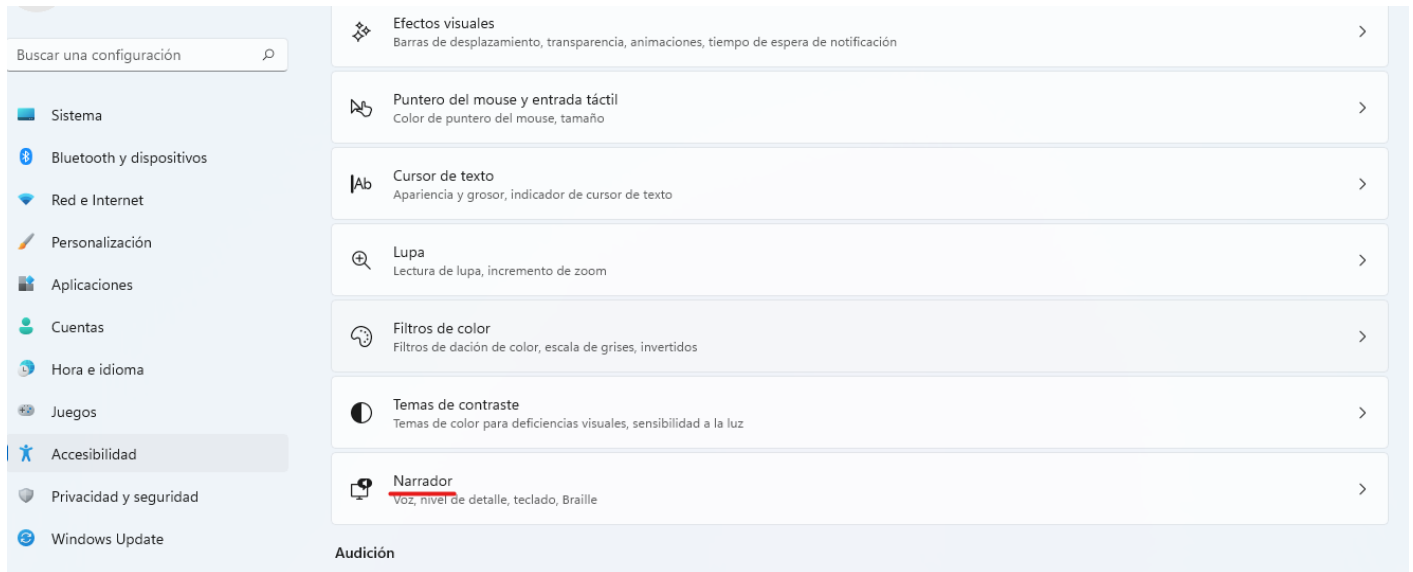 Buscar una configuración
Sistema
Bluetooth y dispositivos
Red e Internet
Personalización
Aplicaciones
Cuentas
Hora e idioma
Juegos
Accesibilidad
Privacidad y seguridad
Windows Update
Efectos visuales
Barras de desplazamiento, transparencia, animaciones, tiempo de espera de notificación
Puntero del mouse y entrada táctil
Color de puntero del mouse, tamaño
Cursor de texto
Apariencia y grosor, indicador de cursor de texto
Lupa
Lectura de lupa, incremento de zoom
Filtros de color
Filtros de dación de color, escala de grises, invertidos
Temas de contraste
Temas de color para deficiencias visuales, sensibilidad a la luz
Narrador
Voz, nivel de detalle, teclado, Braille
Audición